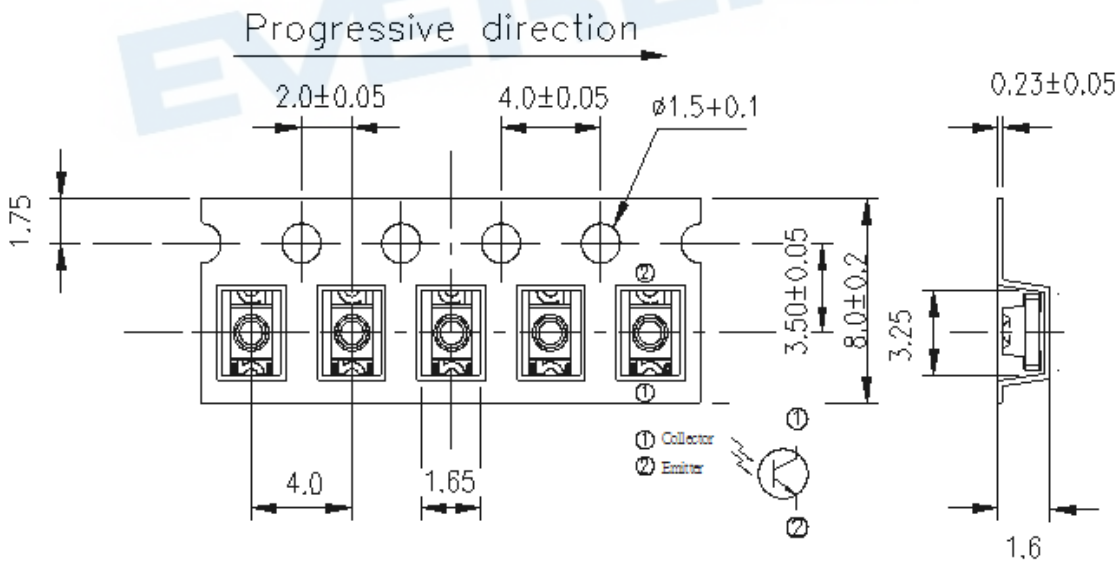 EVERLIGHT
Progressive direction
2.0±0.05
4.0±0.05
ø1.5+0.1
0.23±0.05
1.75
②
3.50±0.05
8.0±0.2
3.25
①
① Collector
② Emitter
①
②
4.0
1.65
1.6